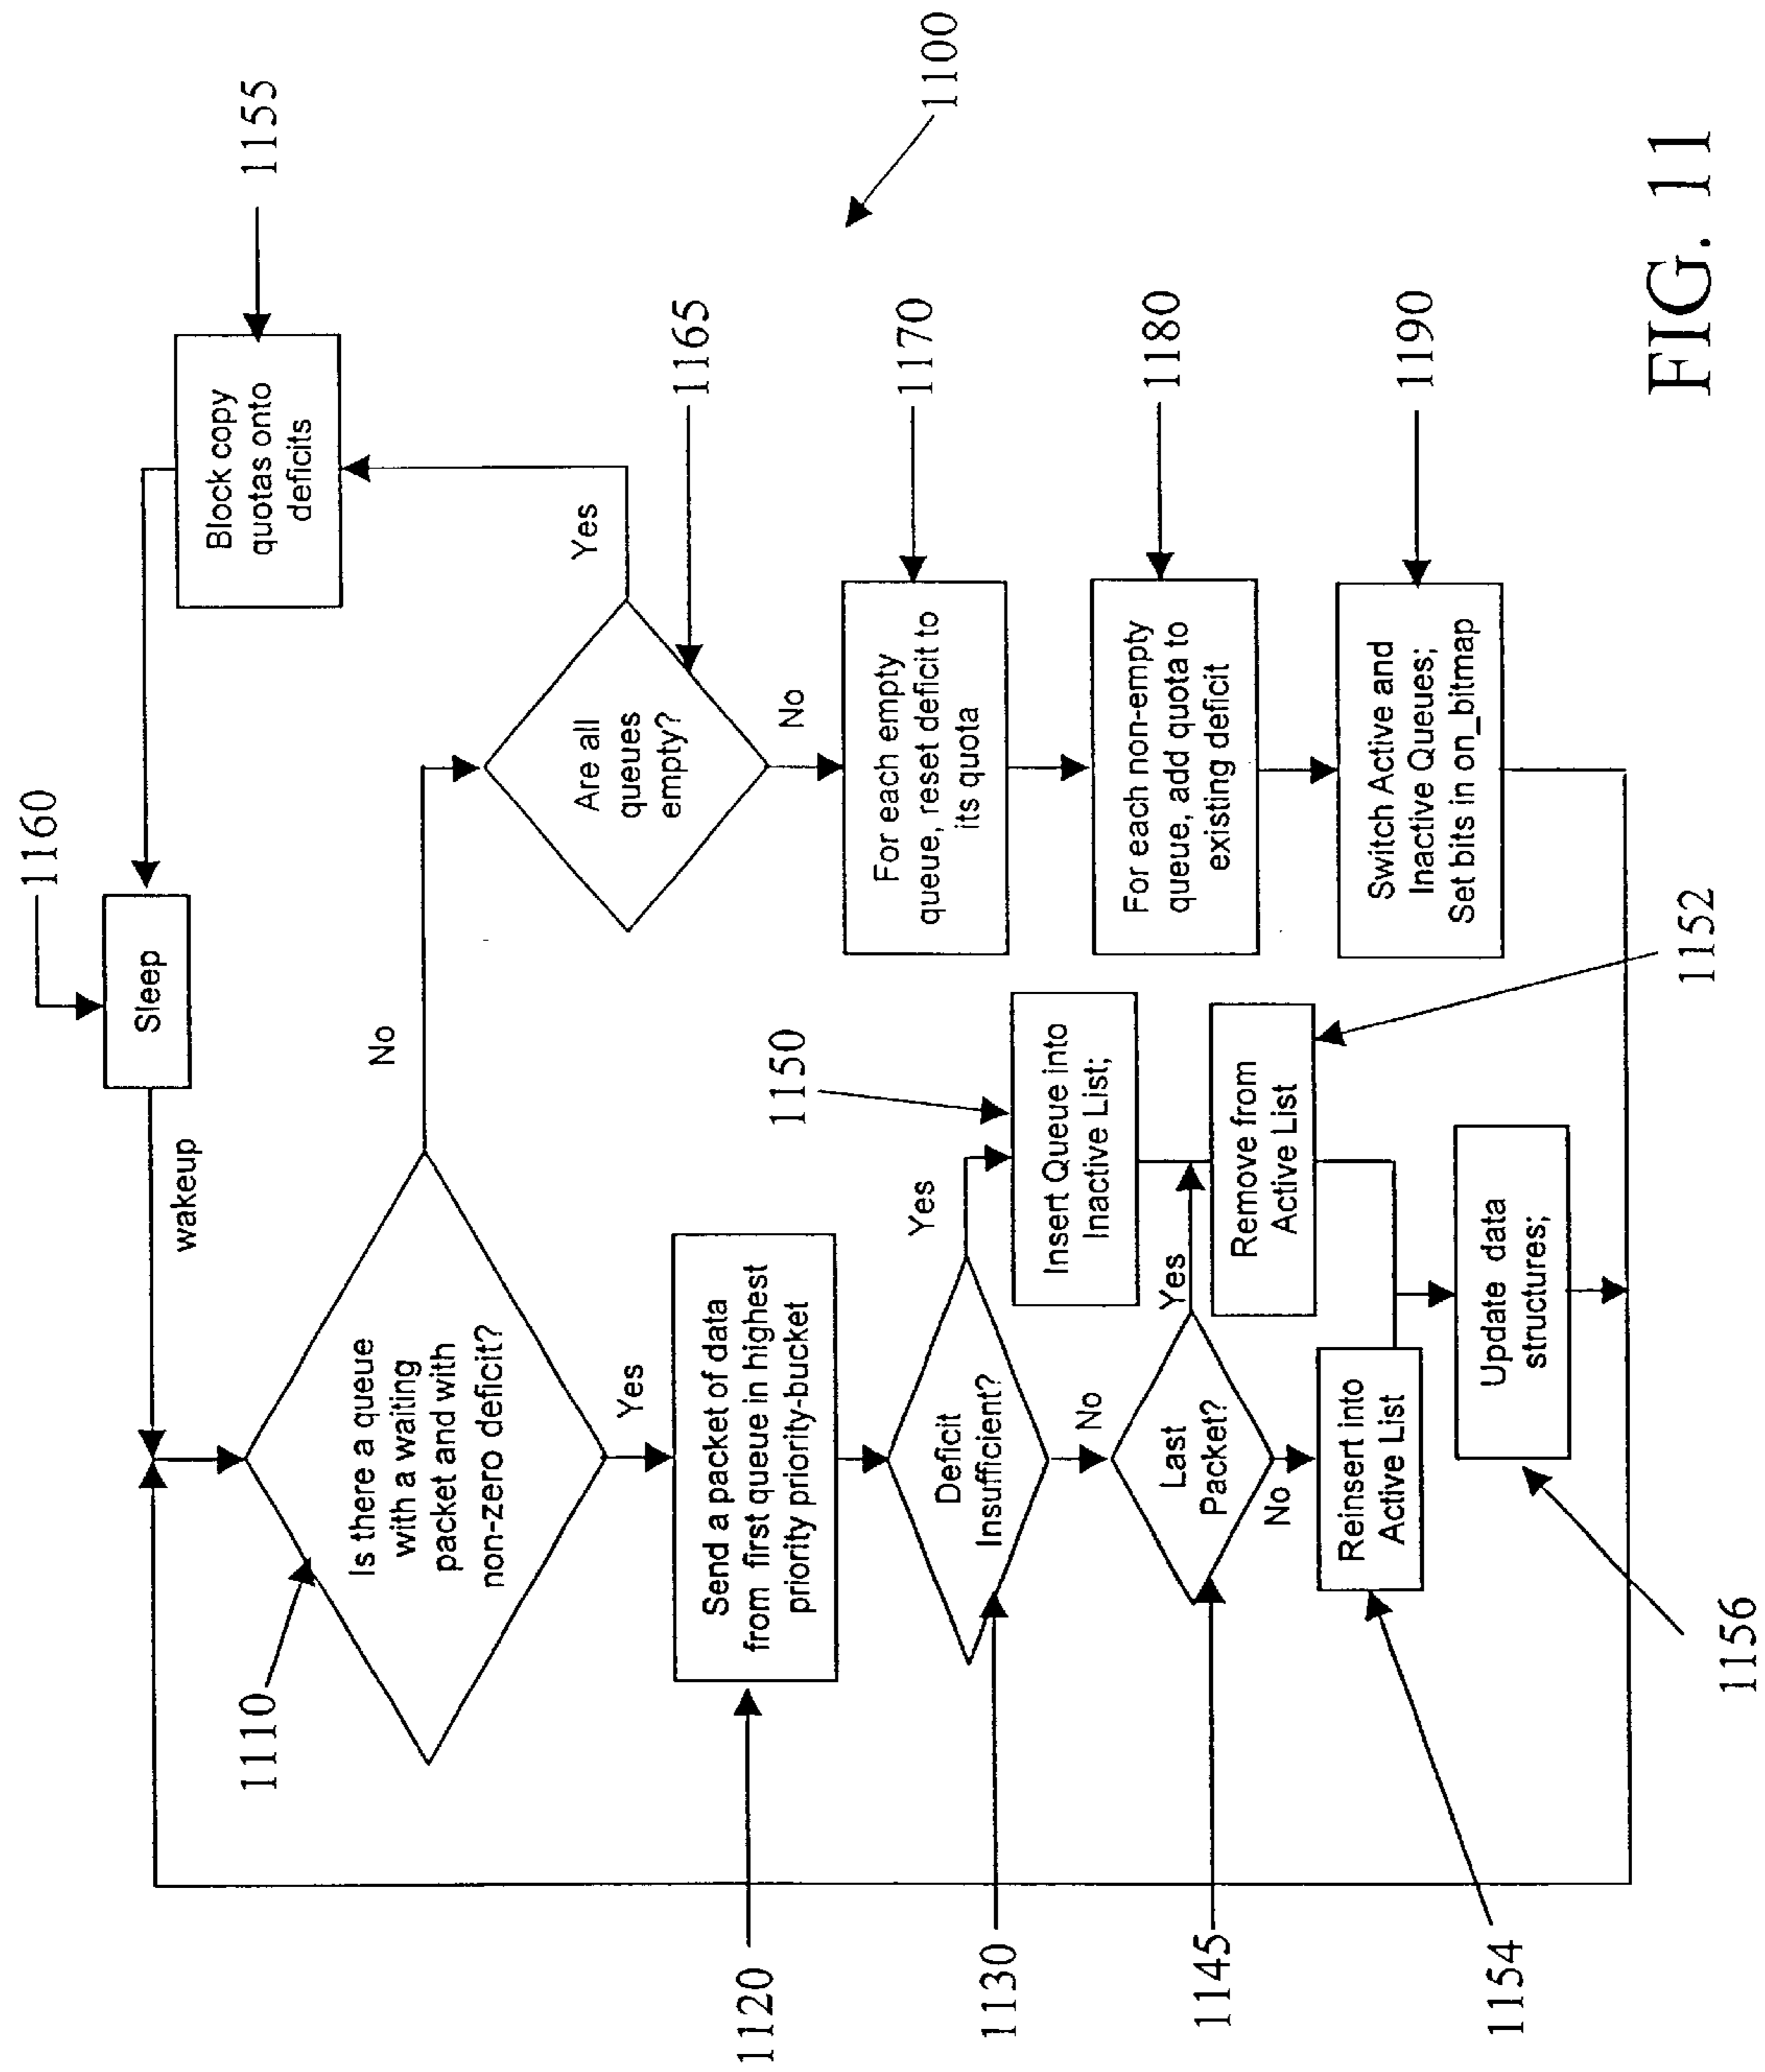 1160
Sleep
wakeup
Block copy
quotas onto
deficits
1155
1110
Is there a queue
with a waiting
packet and with
non-zero deficit?
No
Yes
Are all
queues
empty?
Yes
No
1165
1120
Send a packet of data
from first queue in highest
priority priority-bucket
For each empty
queue, reset deficit to
its quota
1170
1130
Deficit
Insufficient?
Yes
No
1150
Insert Queue into
Inactive List;
For each non-empty
queue, add quota to
existing deficit
1180
1145
Last
Packet?
Yes
No
Remove from
Active List
1152
Switch Active and
Inactive Queues;
Set bits in on_bitmap
1190
1154
Reinsert into
Active List
Update data
structures;
1156
1100
FIG. 11